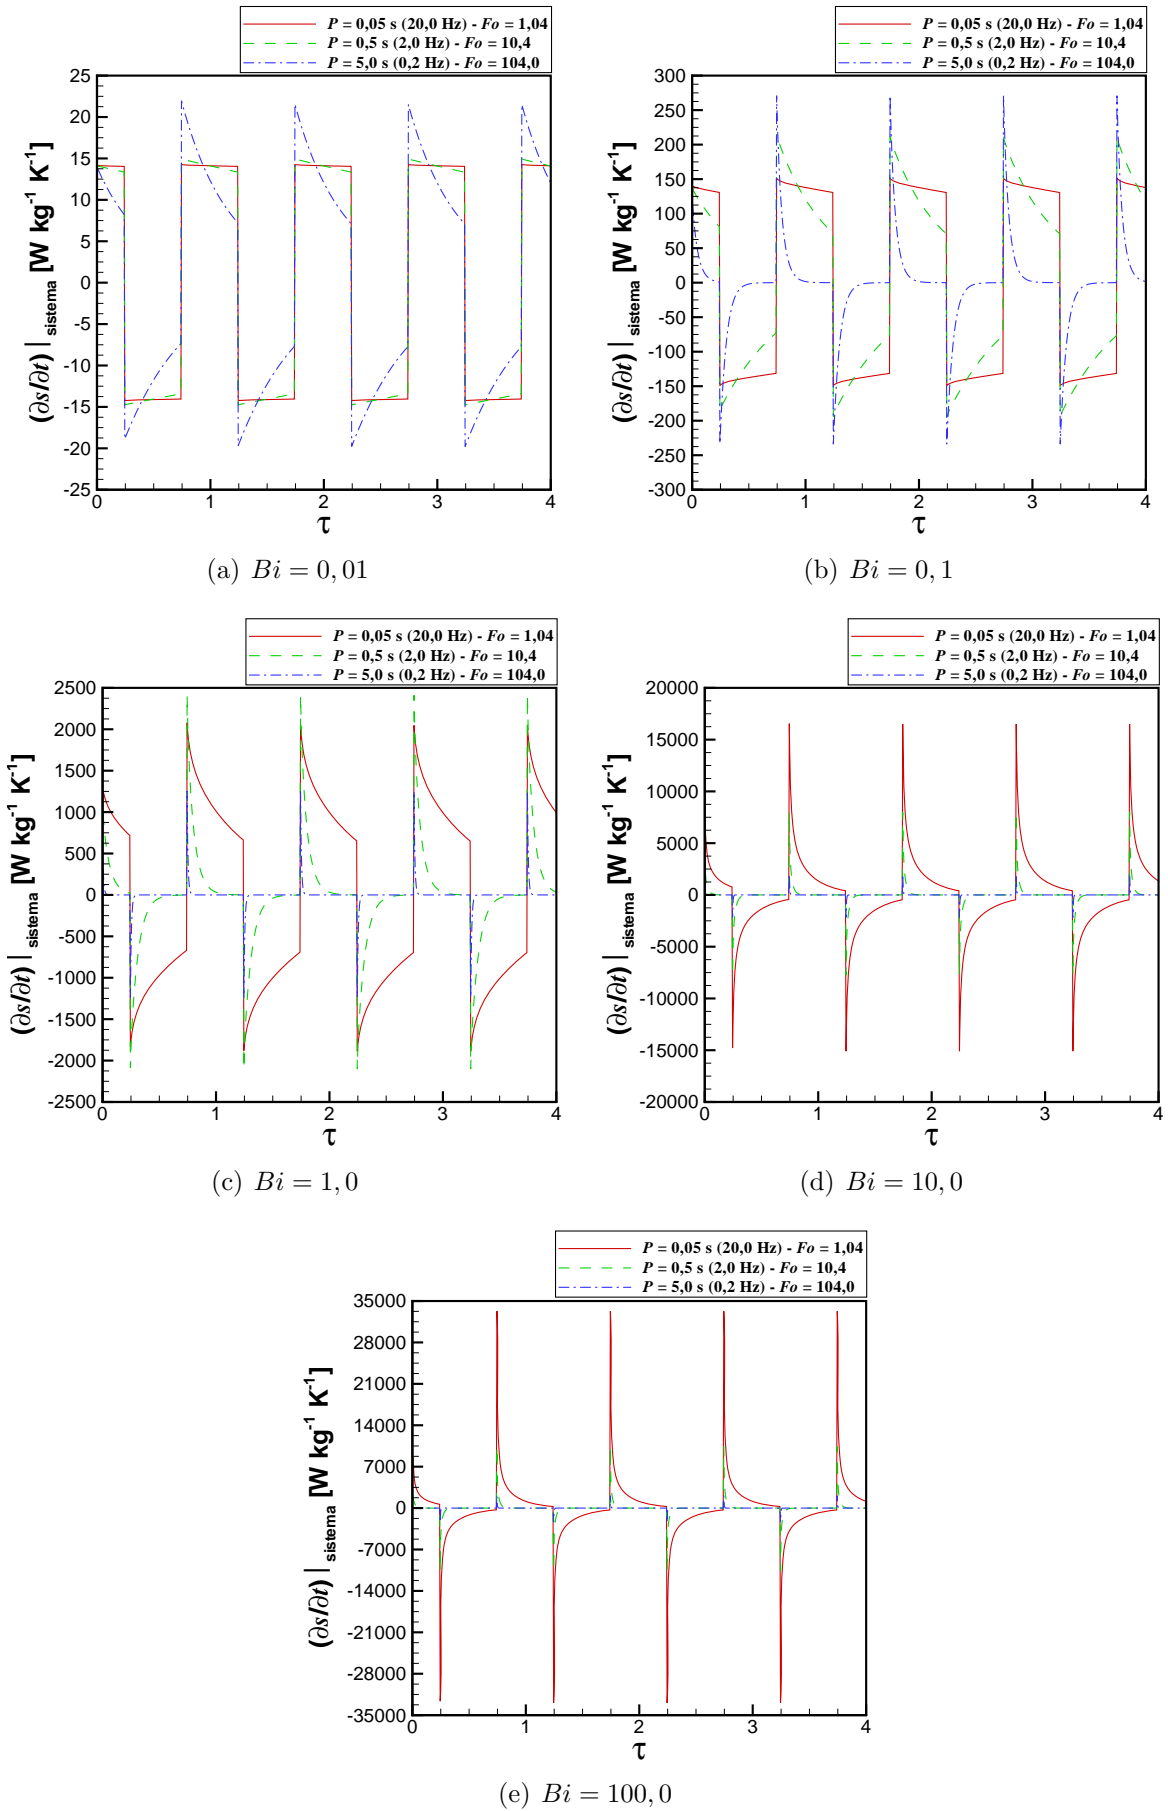 P = 0,05 s (20,0 Hz) - Fo = 1,04
P = 0,5 s (2,0 Hz) - Fo = 10,4
P = 5,0 s (0,2 Hz) - Fo = 104,0
25
20
15
10
5
0
-5
-10
-15
-20
-25
(∂s/∂t)|sistema [W kg-1 K-1]
0 1 2 3 4
τ
(a) Bi = 0, 01
P = 0,05 s (20,0 Hz) - Fo = 1,04
P = 0,5 s (2,0 Hz) - Fo = 10,4
P = 5,0 s (0,2 Hz) - Fo = 104,0
300
250
200
150
100
50
0
-50
-100
-150
-200
-250
-300
(∂s/∂t)|sistema [W kg-1 K-1]
0 1 2 3 4
τ
(b) Bi = 0, 1
P = 0,05 s (20,0 Hz) - Fo = 1,04
P = 0,5 s (2,0 Hz) - Fo = 10,4
P = 5,0 s (0,2 Hz) - Fo = 104,0
2500
2000
1500
1000
500
0
-500
-1000
-1500
-2000
-2500
(∂s/∂t)|sistema [W kg-1 K-1]
0 1 2 3 4
τ
(c) Bi = 1, 0
P = 0,05 s (20,0 Hz) - Fo = 1,04
P = 0,5 s (2,0 Hz) - Fo = 10,4
P = 5,0 s (0,2 Hz) - Fo = 104,0
20000
15000
10000
5000
0
-5000
-10000
-15000
-20000
(∂s/∂t)|sistema [W kg-1 K-1]
0 1 2 3 4
τ
(d) Bi = 10, 0
P = 0,05 s (20,0 Hz) - Fo = 1,04
P = 0,5 s (2,0 Hz) - Fo = 10,4
P = 5,0 s (0,2 Hz) - Fo = 104,0
35000
28000
21000
14000
7000
0
-7000
-14000
-21000
-28000
-35000
(∂s/∂t)|sistema [W kg-1 K-1]
0 1 2 3 4
τ
(e) Bi = 100, 0